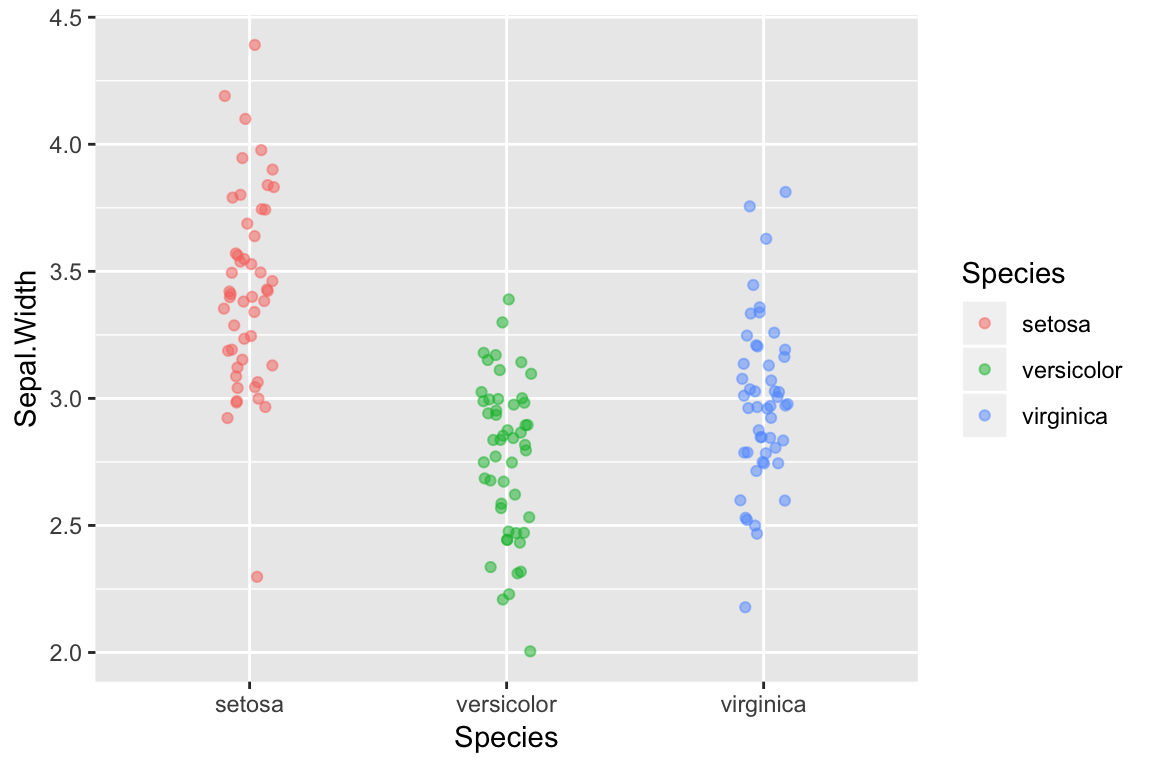 4.5
4.0
3.5
3.0
2.5
2.0
Sepal.Width
setosa
versicolor
virginica
Species
Species
setosa
versicolor
virginica